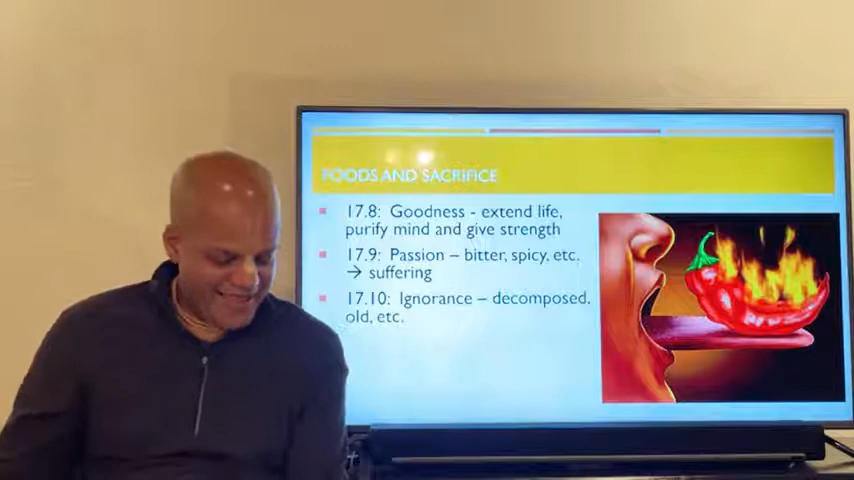 FOODS AND SACRIFICE
17.8: Goodness - extend life,
purify mind and give strength
17.9: Passion – bitter, spicy, etc.
→ suffering
17.10: Ignorance – decomposed,
old, etc.